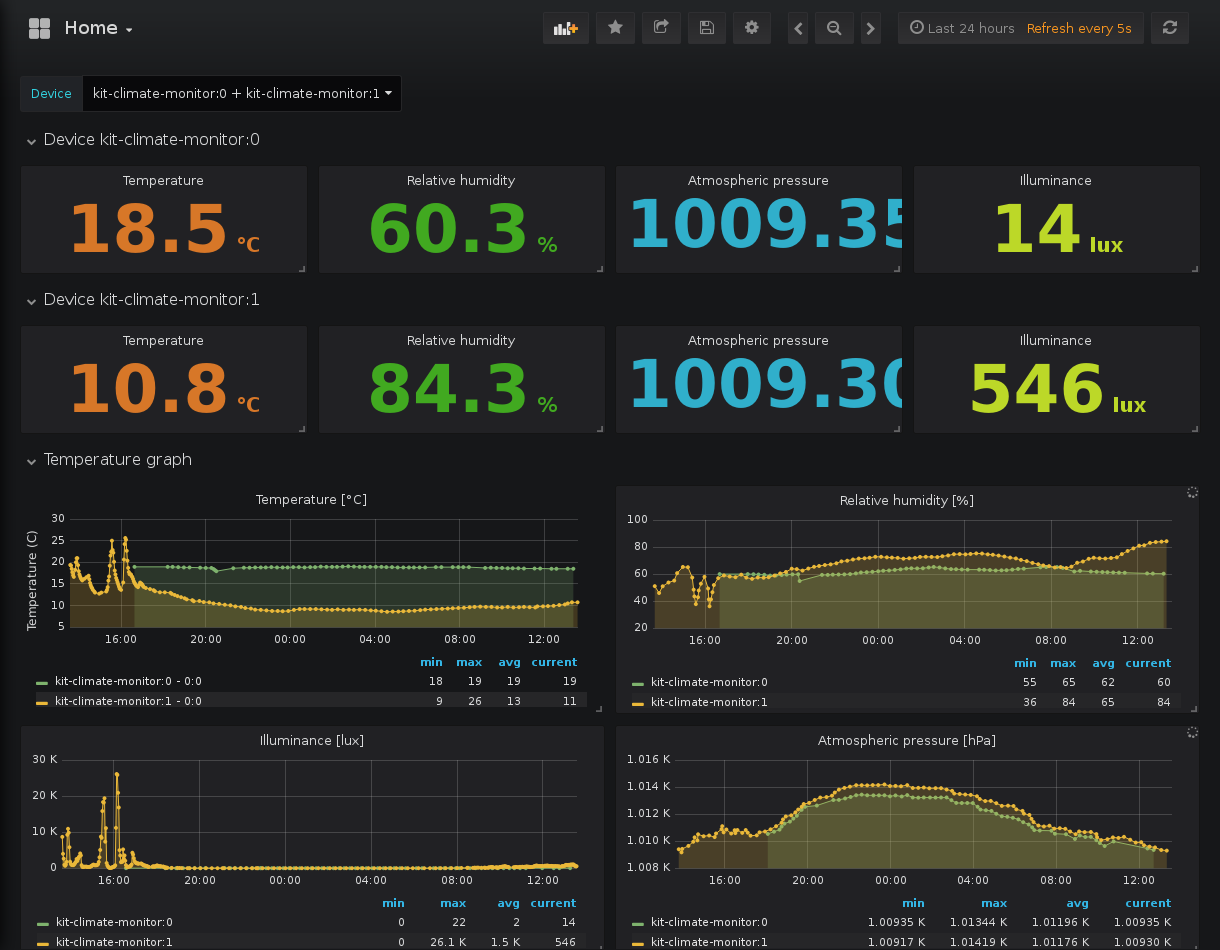 Home
Last 24 hours Refresh every 5s
Device kit-climate-monitor:0 + kit-climate-monitor:1
Device kit-climate-monitor:0
Temperature Relative humidity Atmospheric pressure Illuminance
18.5 °C 60.3 % 1009.35 14 lux
Device kit-climate-monitor:1
Temperature Relative humidity Atmospheric pressure Illuminance
10.8 °C 84.3 % 1009.30 546 lux
Temperature graph
Temperature [°C]
Temperature (C)
30
25
20
15
10
5
16:00 20:00 00:00 04:00 08:00 12:00
min max avg current
kit-climate-monitor:0 - 0:0 18 19 19 19
kit-climate-monitor:1 - 0:0 9 26 13 11
Relative humidity [%]
100
80
60
40
20
16:00 20:00 00:00 04:00 08:00 12:00
min max avg current
kit-climate-monitor:0 55 65 62 60
kit-climate-monitor:1 36 84 65 84
Illuminance [lux]
30 K
20 K
10 K
0
16:00 20:00 00:00 04:00 08:00 12:00
min max avg current
kit-climate-monitor:0 0 22 2 14
kit-climate-monitor:1 0 26.1 K 1.5 K 546
Atmospheric pressure [hPa]
1.016 K
1.014 K
1.012 K
1.010 K
1.008 K
16:00 20:00 00:00 04:00 08:00 12:00
min max avg current
kit-climate-monitor:0 1.00935 K 1.01344 K 1.01196 K 1.00935 K
kit-climate-monitor:1 1.00917 K 1.01419 K 1.01176 K 1.00930 K